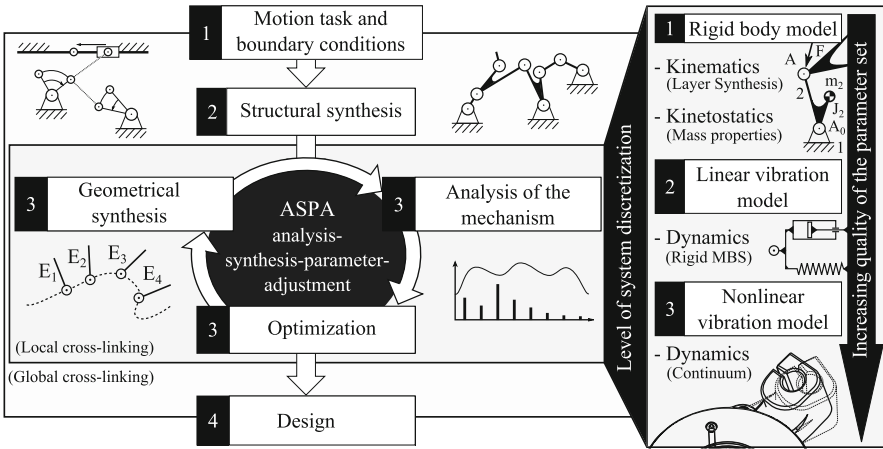 1
Motion task and
boundary conditions
2
Structural synthesis
3
Geometrical
synthesis
3
Analysis of the
mechanism
ASPA
analysis-
synthesis-parameter-
adjustment
E1
E2
E3
E4
3
Optimization
(Local cross-linking)
(Global cross-linking)
4
Design
Level of system discretization
1
Rigid body model
- Kinematics
(Layer Synthesis)
- Kinetostatics
(Mass properties)
A
F
2
m2
J2
A0
1
2
Linear vibration
model
- Dynamics
(Rigid MBS)
3
Nonlinear
vibration model
- Dynamics
(Continuum)
Increasing quality of the parameter set